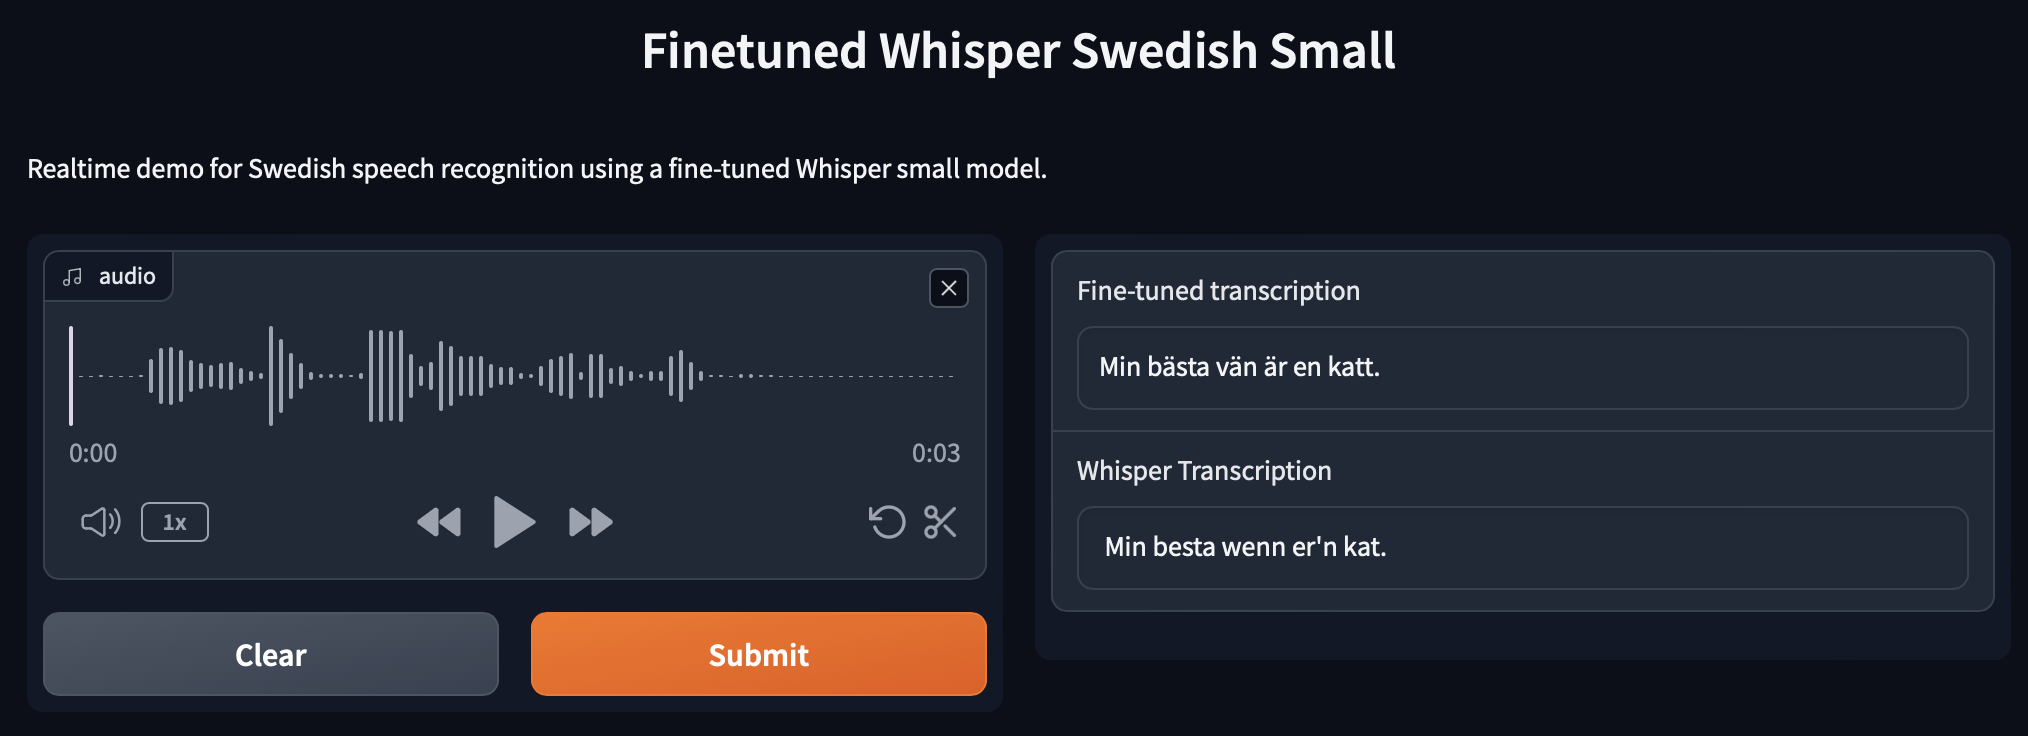 Finetuned Whisper Swedish Small
Realtime demo for Swedish speech recognition using a fine-tuned Whisper small model.
audio
0:00
0:03
1x
Clear
Submit
Fine-tuned transcription
Min bästa vän är en katt.
Whisper Transcription
Min besta wenn er'n kat.